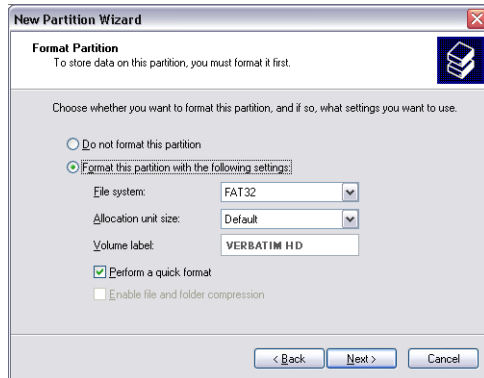 New Partition Wizard
Format Partition
To store data on this partition, you must format it first.
Choose whether you want to format this partition, and if so, what settings you want to use.
Do not format this partition
Format this partition with the following settings:
File system: FAT32
Allocation unit size: Default
Volume label: VERBATIM HD
Perform a quick format
Enable file and folder compression
< Back Next > Cancel